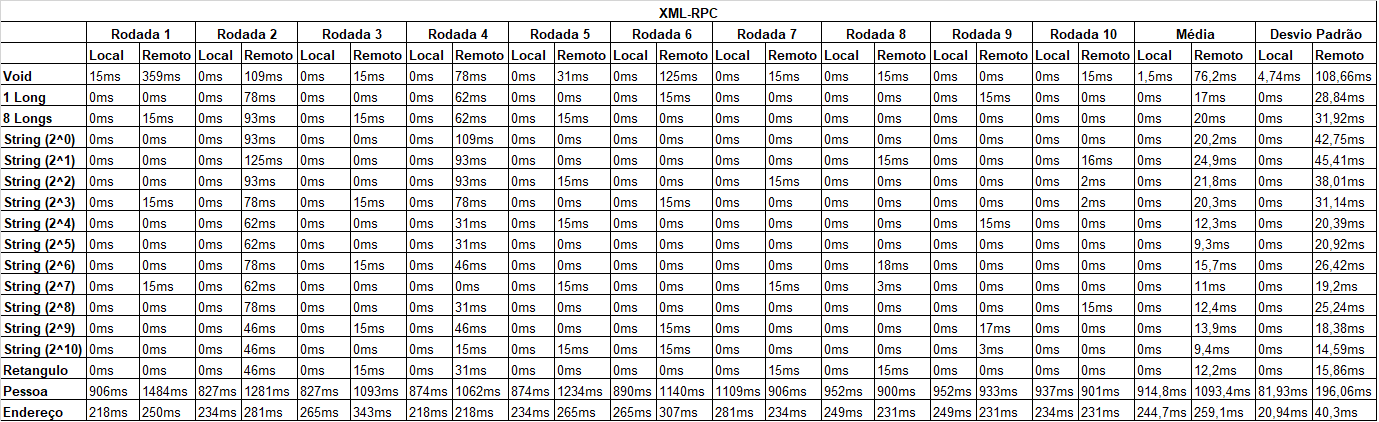 XML-RPC
Rodada 1 Rodada 2 Rodada 3 Rodada 4 Rodada 5 Rodada 6 Rodada 7 Rodada 8 Rodada 9 Rodada 10 Média Desvio Padrão
Local Remoto Local Remoto Local Remoto Local Remoto Local Remoto Local Remoto Local Remoto Local Remoto Local Remoto Local Remoto Local Remoto Local Remoto
Void 15ms 359ms 0ms 109ms 0ms 15ms 0ms 78ms 0ms 31ms 0ms 125ms 0ms 15ms 0ms 15ms 0ms 0ms 0ms 15ms 1,5ms 76,2ms 4,74ms 108,66ms
1 Long 0ms 0ms 0ms 78ms 0ms 0ms 0ms 62ms 0ms 0ms 0ms 15ms 0ms 0ms 0ms 0ms 0ms 15ms 0ms 0ms 0ms 17ms 0ms 28,84ms
8 Longs 0ms 15ms 0ms 93ms 0ms 15ms 0ms 62ms 0ms 15ms 0ms 0ms 0ms 0ms 0ms 0ms 0ms 0ms 0ms 0ms 0ms 20ms 0ms 31,92ms
String (2^0) 0ms 0ms 0ms 93ms 0ms 0ms 0ms 109ms 0ms 0ms 0ms 0ms 0ms 0ms 0ms 0ms 0ms 0ms 0ms 0ms 0ms 20,2ms 0ms 42,75ms
String (2^1) 0ms 0ms 0ms 125ms 0ms 0ms 0ms 93ms 0ms 0ms 0ms 0ms 0ms 0ms 0ms 15ms 0ms 0ms 0ms 16ms 0ms 24,9ms 0ms 45,41ms
String (2^2) 0ms 0ms 0ms 93ms 0ms 0ms 0ms 93ms 0ms 15ms 0ms 0ms 0ms 15ms 0ms 0ms 0ms 0ms 0ms 2ms 0ms 21,8ms 0ms 38,01ms
String (2^3) 0ms 15ms 0ms 78ms 0ms 15ms 0ms 78ms 0ms 0ms 0ms 15ms 0ms 0ms 0ms 0ms 0ms 0ms 0ms 2ms 0ms 20,3ms 0ms 31,14ms
String (2^4) 0ms 0ms 0ms 62ms 0ms 0ms 0ms 31ms 0ms 15ms 0ms 0ms 0ms 0ms 0ms 0ms 0ms 15ms 0ms 0ms 0ms 12,3ms 0ms 20,39ms
String (2^5) 0ms 0ms 0ms 62ms 0ms 0ms 0ms 31ms 0ms 0ms 0ms 0ms 0ms 0ms 0ms 0ms 0ms 0ms 0ms 0ms 0ms 9,3ms 0ms 20,92ms
String (2^6) 0ms 0ms 0ms 78ms 0ms 15ms 0ms 46ms 0ms 0ms 0ms 0ms 0ms 0ms 0ms 18ms 0ms 0ms 0ms 0ms 0ms 15,7ms 0ms 26,42ms
String (2^7) 0ms 15ms 0ms 62ms 0ms 0ms 0ms 0ms 0ms 15ms 0ms 0ms 0ms 15ms 0ms 3ms 0ms 0ms 0ms 0ms 0ms 11ms 0ms 19,2ms
String (2^8) 0ms 0ms 0ms 78ms 0ms 0ms 0ms 31ms 0ms 0ms 0ms 0ms 0ms 0ms 0ms 0ms 0ms 0ms 0ms 15ms 0ms 12,4ms 0ms 25,24ms
String (2^9) 0ms 0ms 0ms 46ms 0ms 15ms 0ms 46ms 0ms 0ms 0ms 15ms 0ms 0ms 0ms 0ms 0ms 17ms 0ms 0ms 0ms 13,9ms 0ms 18,38ms
String (2^10) 0ms 0ms 0ms 46ms 0ms 0ms 0ms 15ms 0ms 15ms 0ms 15ms 0ms 0ms 0ms 0ms 0ms 3ms 0ms 0ms 0ms 9,4ms 0ms 14,59ms
Retangulo 0ms 0ms 0ms 46ms 0ms 15ms 0ms 31ms 0ms 0ms 0ms 0ms 0ms 15ms 0ms 15ms 0ms 0ms 0ms 0ms 0ms 12,2ms 0ms 15,86ms
Pessoa 906ms 1484ms 827ms 1281ms 827ms 1093ms 874ms 1062ms 874ms 1234ms 890ms 1140ms 1109ms 906ms 952ms 900ms 952ms 933ms 937ms 901ms 914,8ms 1093,4ms 81,93ms 196,06ms
Endereço 218ms 250ms 234ms 281ms 265ms 343ms 218ms 218ms 234ms 265ms 265ms 307ms 281ms 234ms 249ms 231ms 249ms 231ms 234ms 231ms 244,7ms 259,1ms 20,94ms 40,3ms